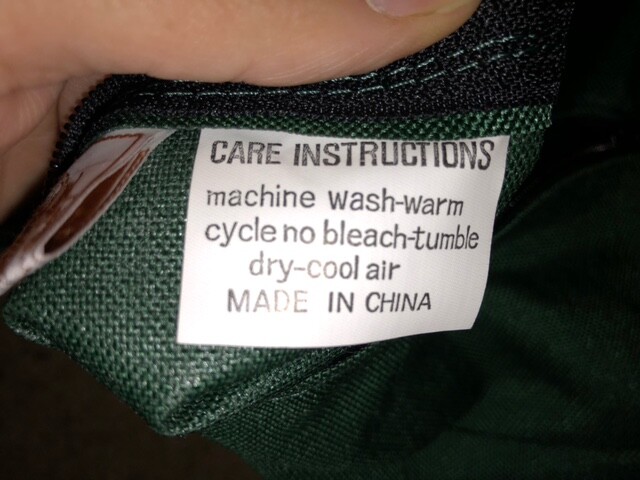 CARE INSTRUCTIONS
machine wash-warm
cycle no bleach-tumble
dry-cool air
MADE IN CHINA